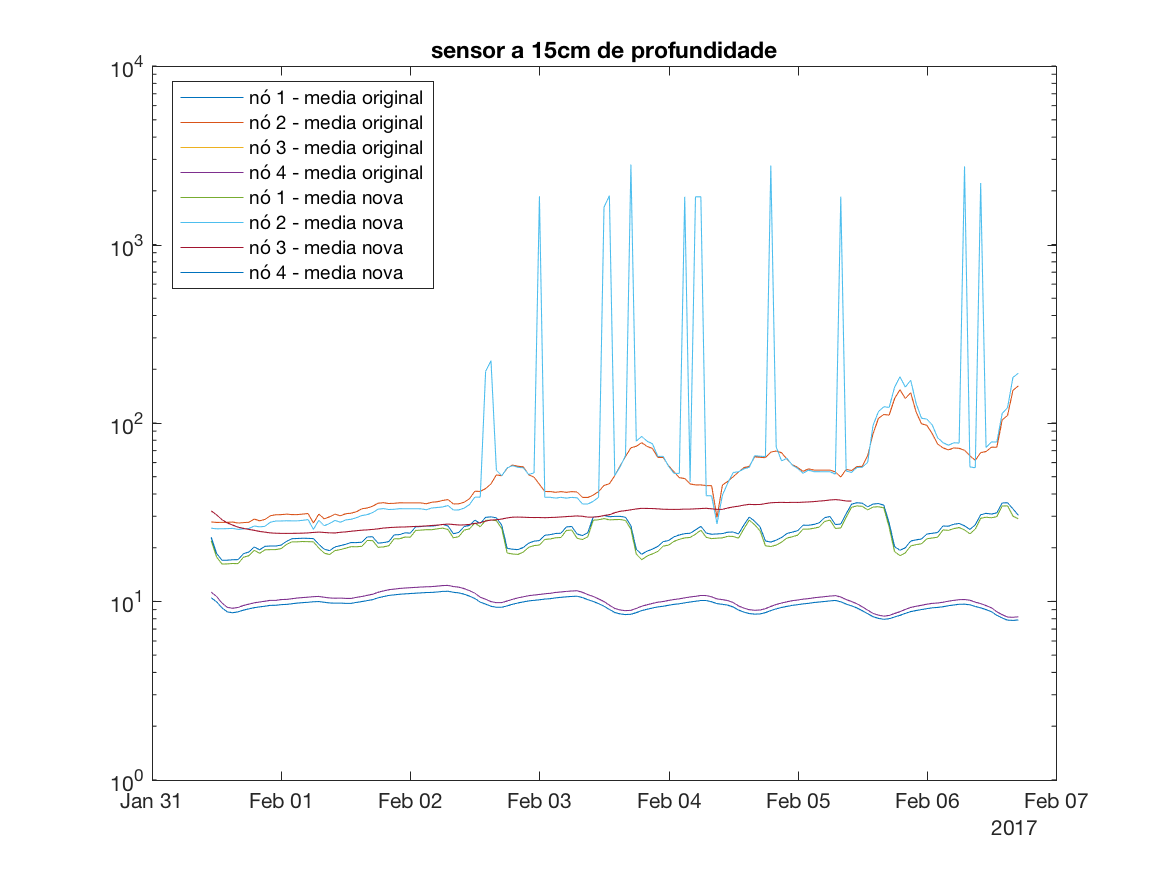 sensor a 15cm de profundidade
10^4
nó 1 - media original
nó 2 - media original
nó 3 - media original
nó 4 - media original
nó 1 - media nova
nó 2 - media nova
nó 3 - media nova
nó 4 - media nova
10^3
10^2
10^1
10^0
Jan 31 Feb 01 Feb 02 Feb 03 Feb 04 Feb 05 Feb 06 Feb 07
2017